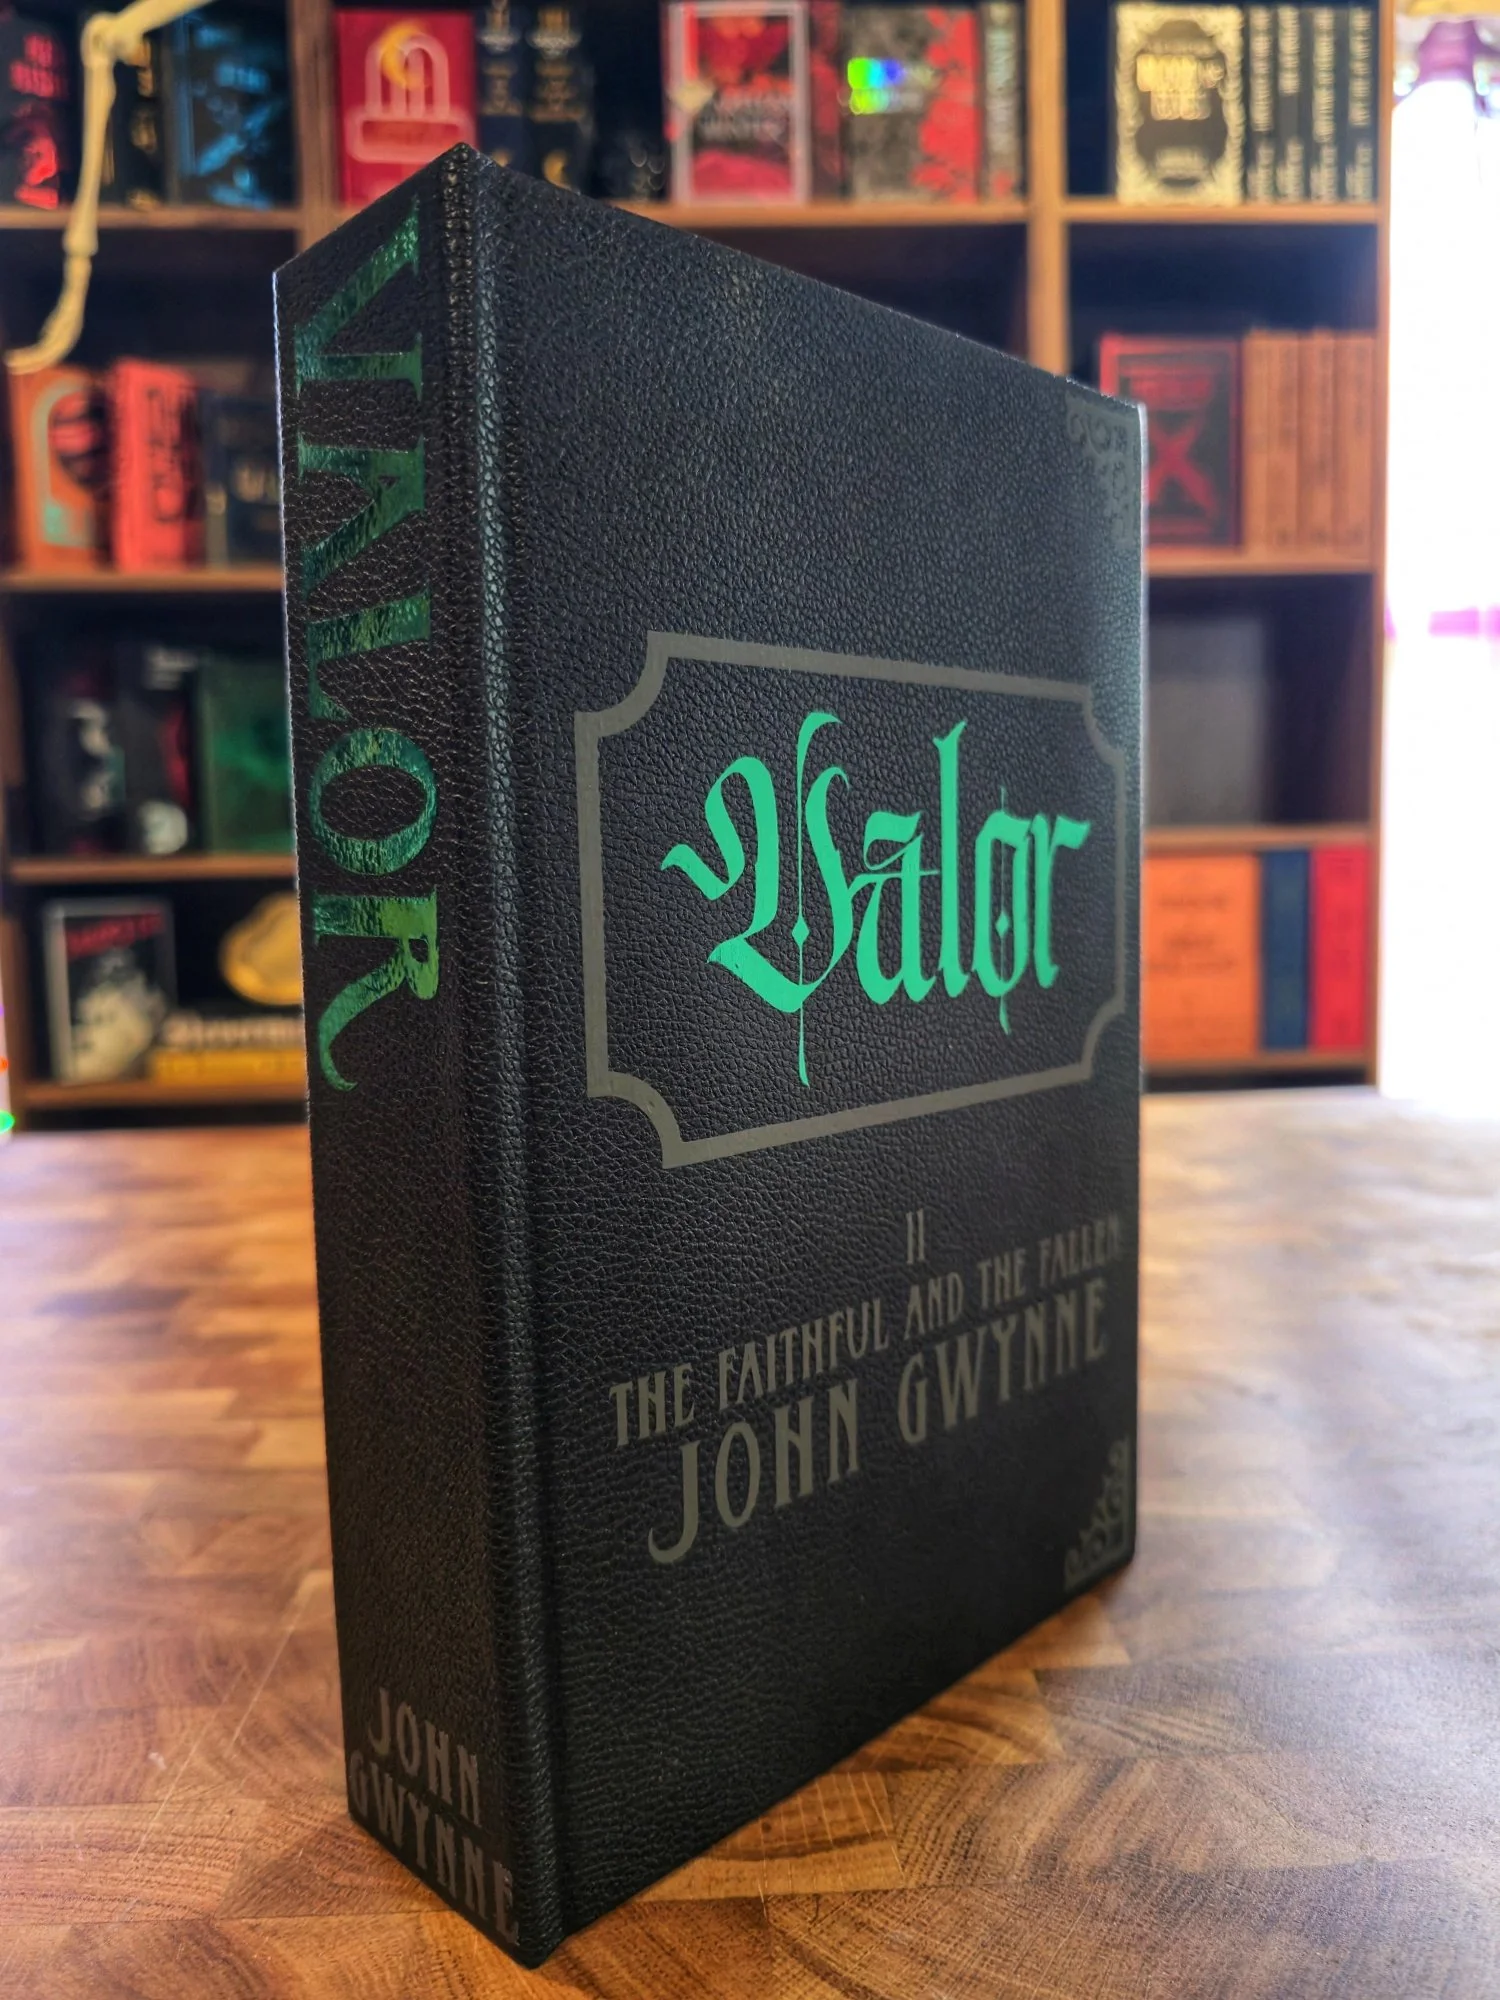 VALOR
JOHN
GWYNNE
Valor
II
THE FAITHFUL AND THE FALLEN
JOHN GWYNNE